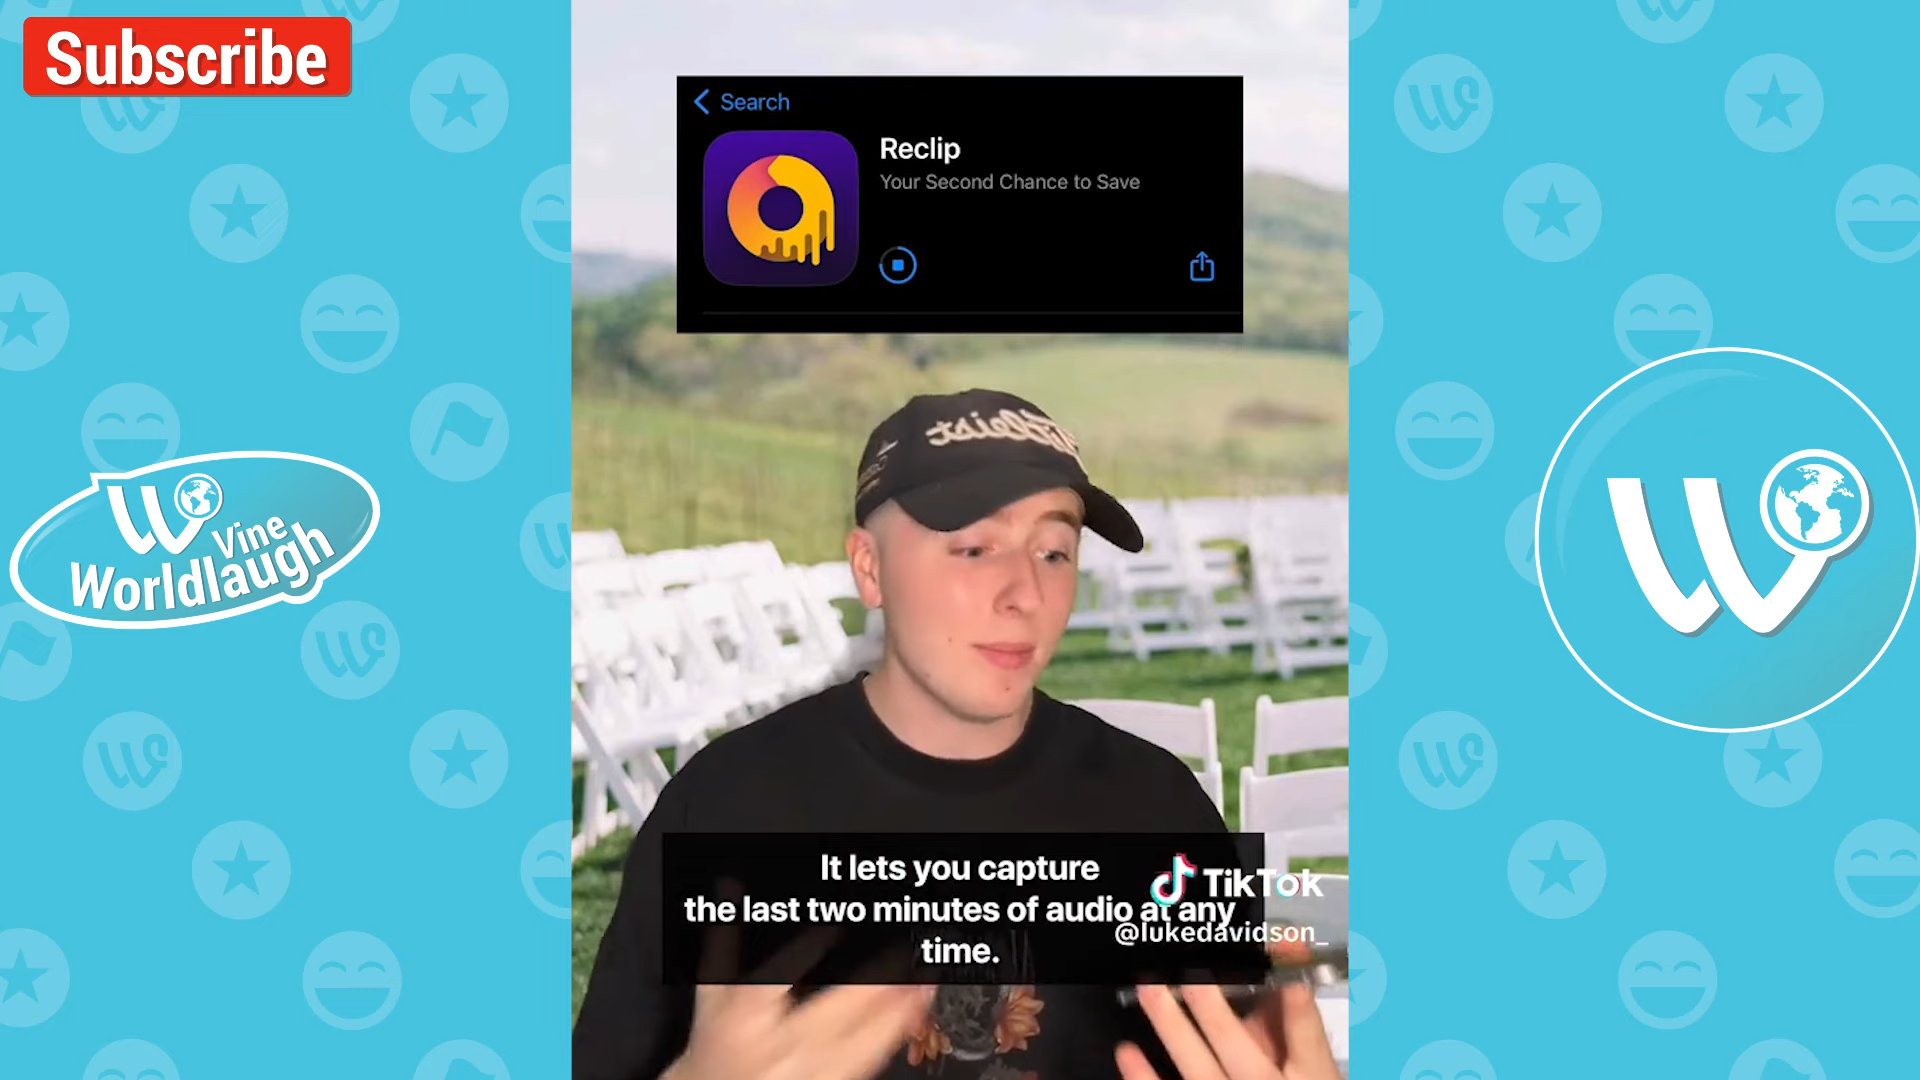 Subscribe
Search
Reclip
Your Second Chance to Save
W
Vine
Worldlaugh
W
It lets you capture
the last two minutes of audio at any
time.
TikTok
@lukedavidson_